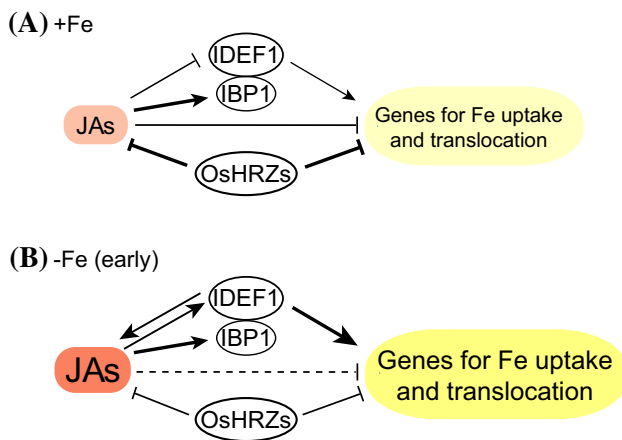 (A) +Fe
IDEF1
IBP1
JAs
Genes for Fe uptake
and translocation
OsHRZs
(B) -Fe (early)
IDEF1
IBP1
JAs
Genes for Fe uptake
and translocation
OsHRZs